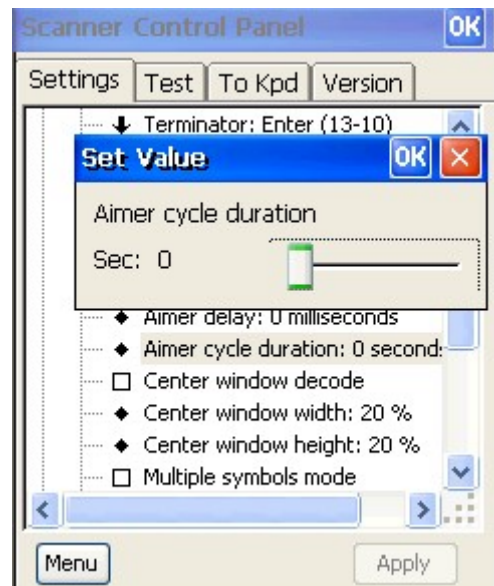 Scanner Control Panel OK
Settings Test To Kpd Version
Terminator: Enter (13-10)
Set Value OK
Aimer cycle duration
Sec: 0
Aimer delay: 0 milliseconds
Aimer cycle duration: 0 seconds
Center window decode
Center window width: 20 %
Center window height: 20 %
Multiple symbols mode
Menu Apply